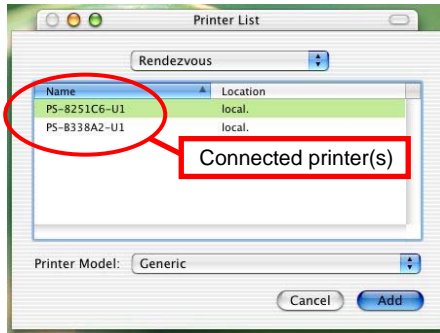 Printer List
Rendezvous
Name Location
PS-8251C6-U1 local.
PS-B338A2-U1 local.
Connected printer(s)
Printer Model: Generic
Cancel Add